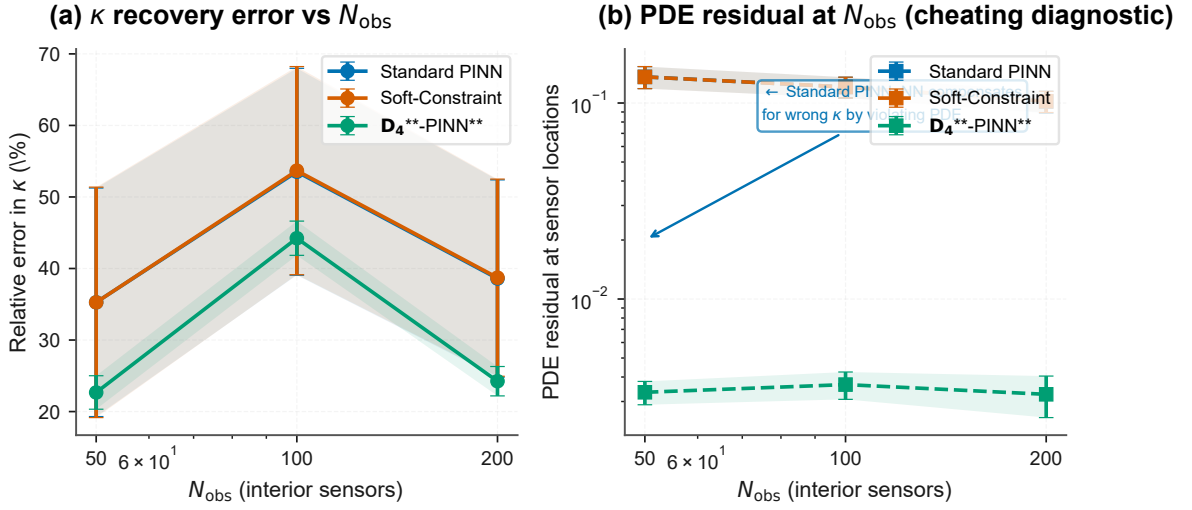 (a) κ recovery error vs N_obs
70
60
50
40
30
20
Relative error in κ (\%)
Standard PINN
Soft-Constraint
D₄**-PINN**
50
6 × 10¹
100
200
N_obs (interior sensors)
(b) PDE residual at N_obs (cheating diagnostic)
10⁻¹
10⁻²
PDE residual at sensor locations
Standard PINN
Soft-Constraint
D₄**-PINN**
← Standard PINN
for wrong κ by violating PDE
50
6 × 10¹
100
200
N_obs (interior sensors)